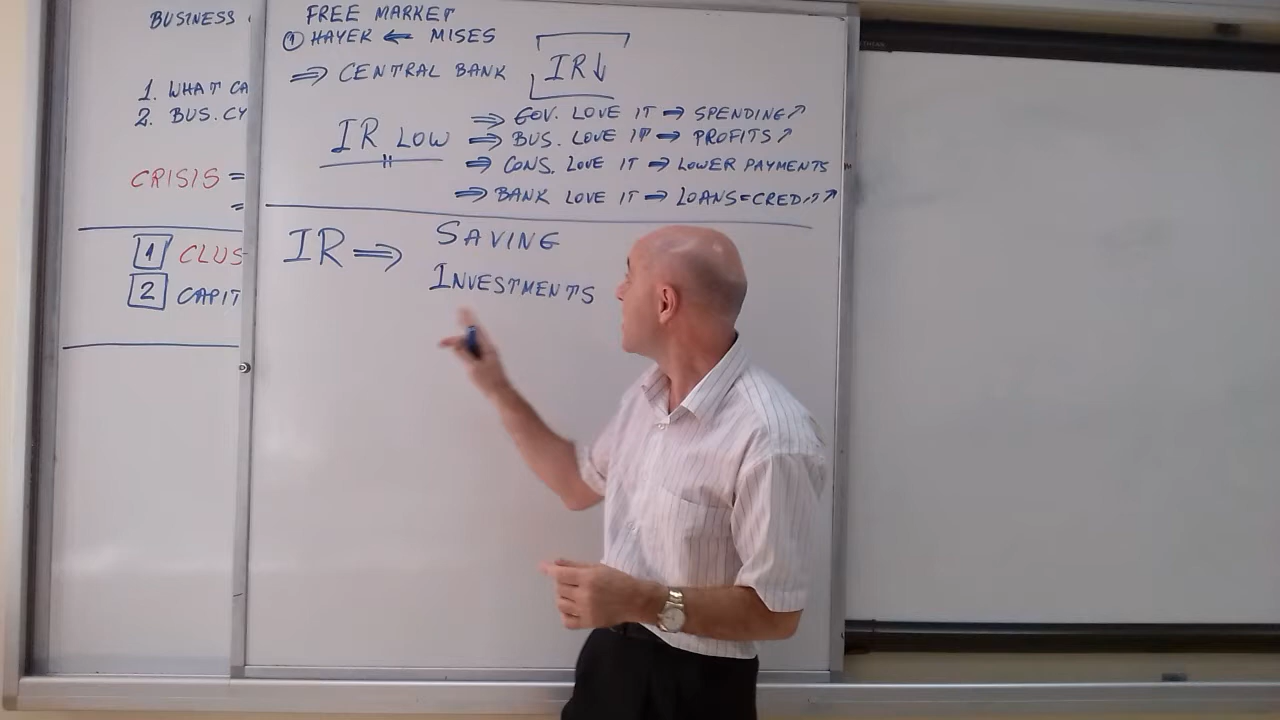 BUSINESS
1. WHAT CA
2. BUS. CY
CRISIS =
=
1 CLUS
2 CAPIT
FREE MARKET
1 HAYEK ← MISES
⇒ CENTRAL BANK IR↓
IR LOW
⇒ GOV. LOVE IT ⇒ SPENDING↗
⇒ BUS. LOVE IT ⇒ PROFITS↗
⇒ CONS. LOVE IT ⇒ LOWER PAYMENTS
⇒ BANK LOVE IT ⇒ LOANS=CREDIT↗
IR ⇒ SAVING
INVESTMENTS